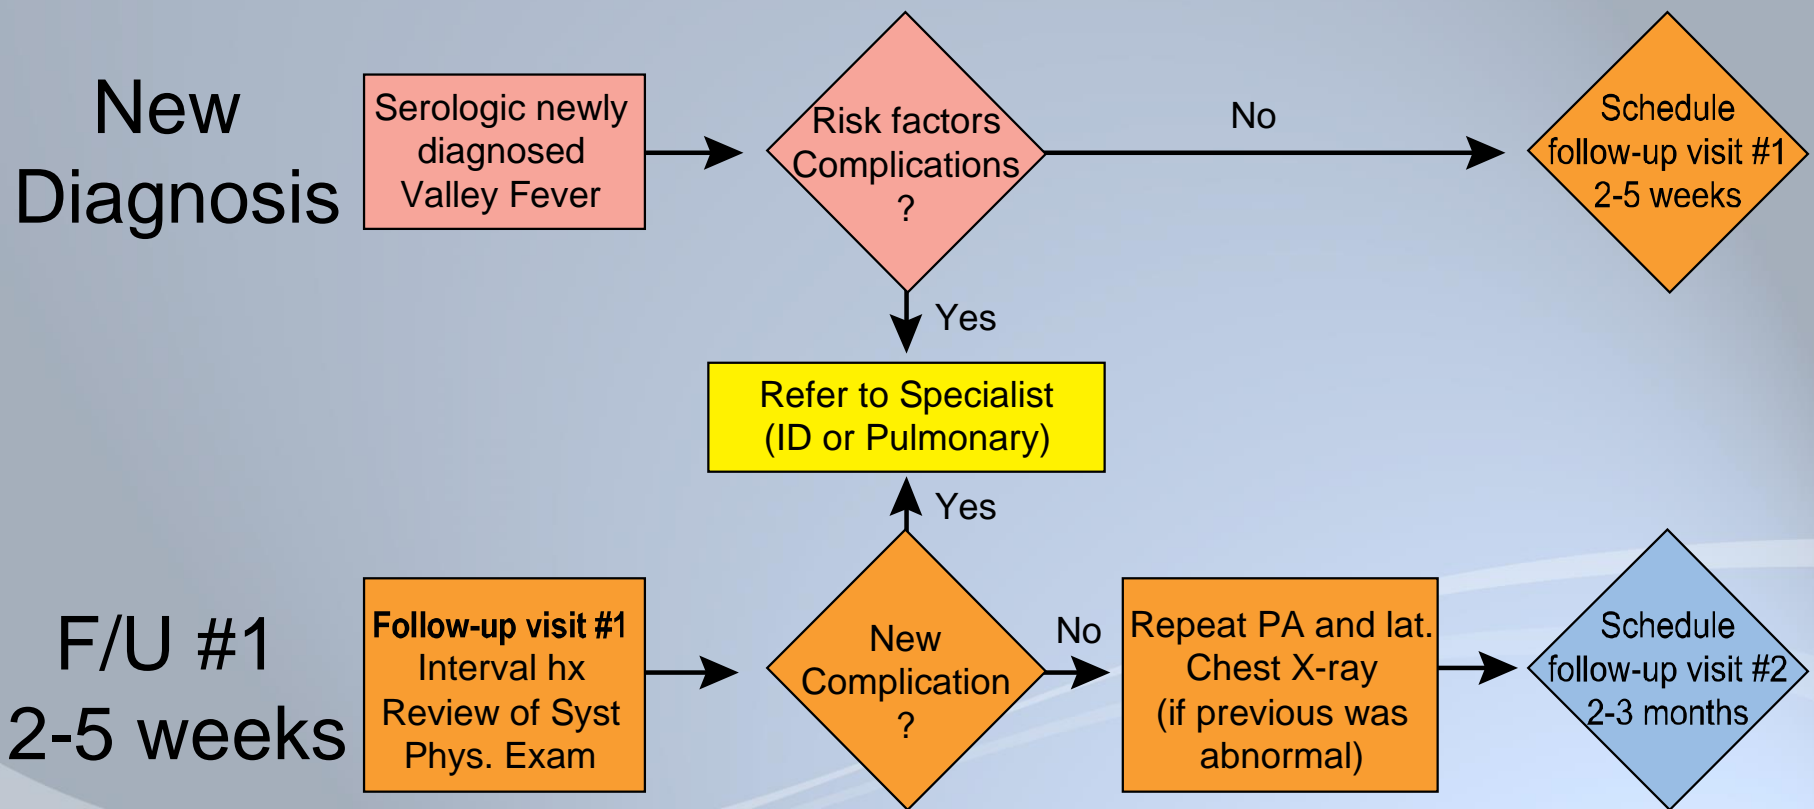 New
Diagnosis
Serologic newly
diagnosed
Valley Fever
Risk factors
Complications
?
No
Schedule
follow-up visit #1
2-5 weeks
Yes
Refer to Specialist
(ID or Pulmonary)
Yes
F/U #1
2-5 weeks
Follow-up visit #1
Interval hx
Review of Syst
Phys. Exam
New
Complication
?
No
Repeat PA and lat.
Chest X-ray
(if previous was
abnormal)
Schedule
follow-up visit #2
2-3 months